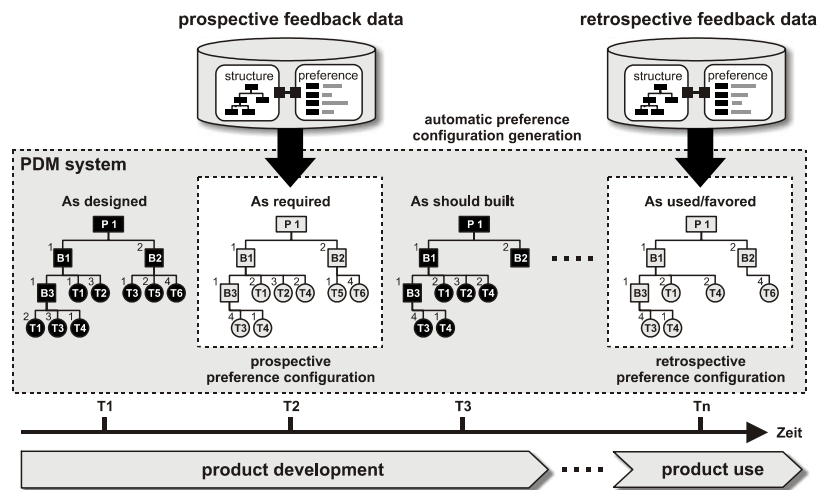 prospective feedback data
retrospective feedback data
structure
preference
structure
preference
automatic preference
configuration generation
PDM system
As designed
P 1
1 B1
2 B2
1 B3
1 T1
3 T2
1 T3
2 T5
4 T6
2 T1
3 T3
1 T4
As required
P 1
1 B1
2 B2
1 B3
2 T1
3 T2
2 T4
1 T5
4 T6
4 T3
1 T4
prospective
preference configuration
As should built
P 1
1 B1
2 B2
1 B3
1 T1
3 T2
2 T4
4 T3
1 T4
As used/favored
P 1
1 B1
2 B2
1 B3
2 T1
2 T4
4 T6
4 T3
1 T4
retrospective
preference configuration
T1
T2
T3
Tn
Zeit
product development
product use